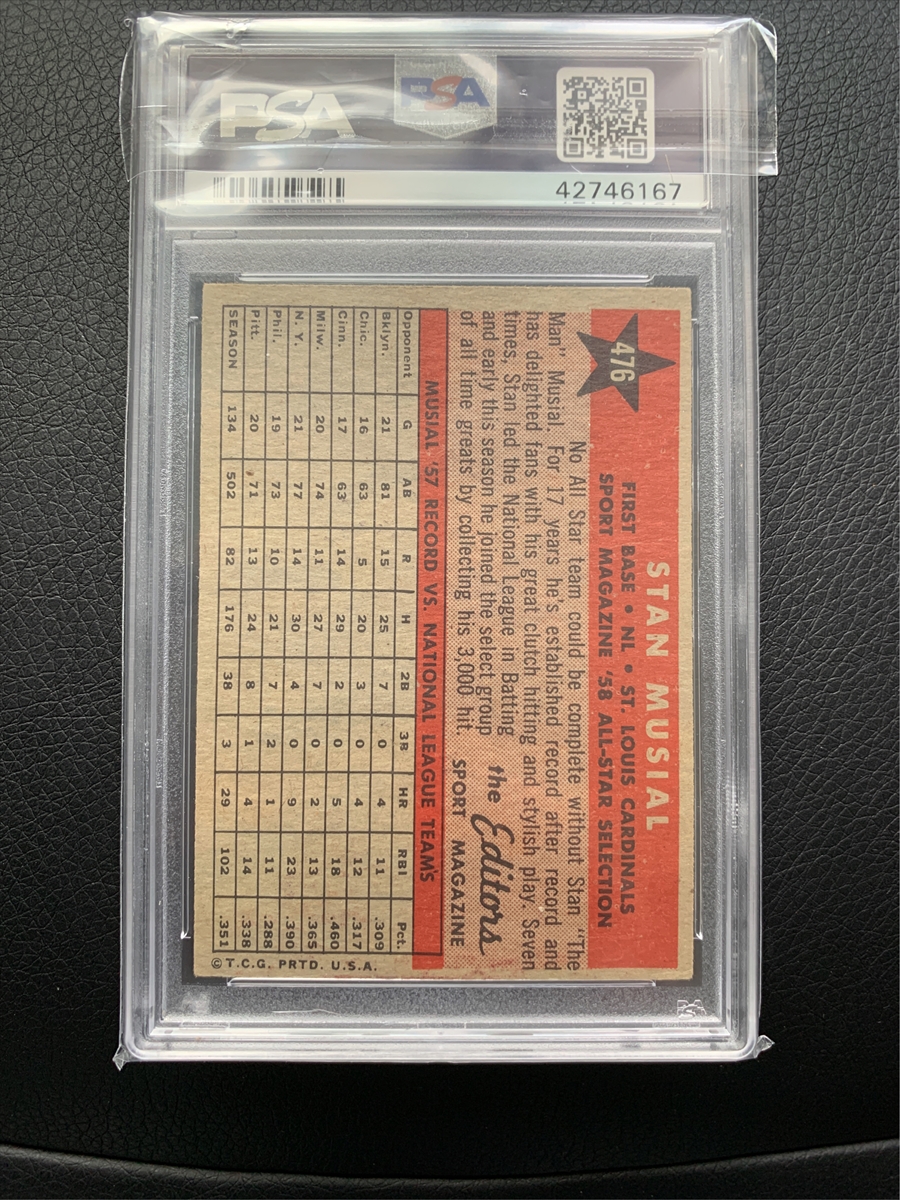 PSA
PSA
42746167
476
STAN MUSIAL
FIRST BASE • NL • ST. LOUIS CARDINALS
SPORT MAGAZINE '58 ALL-STAR SELECTION
No All Star team could be complete without Stan "The
Man" Musial. For 17 years he's established record after record and
has delighted fans with his great clutch hitting and stylish play. Seven
times, Stan led the National League in Batting
and early this season he joined the select group
of all time greats by collecting his 3,000 hit.
the Editors
SPORT MAGAZINE
MUSIAL '57 RECORD VS. NATIONAL LEAGUE TEAMS
Opponent G AB R H 2B 3B HR RBI Pct.
Bklyn. 21 81 15 25 7 0 4 11 .309
Chic. 16 63 5 20 3 0 4 12 .317
Cinn. 17 63 14 29 2 0 5 18 .460
Milw. 20 74 11 27 7 0 2 13 .365
N. Y. 21 77 14 30 4 0 9 23 .390
Phil. 19 73 10 21 7 2 1 11 .288
Pitt. 20 71 13 24 8 1 4 14 .338
SEASON 134 502 82 176 38 3 29 102 .351
© T.C.G. PRTD. U.S.A.